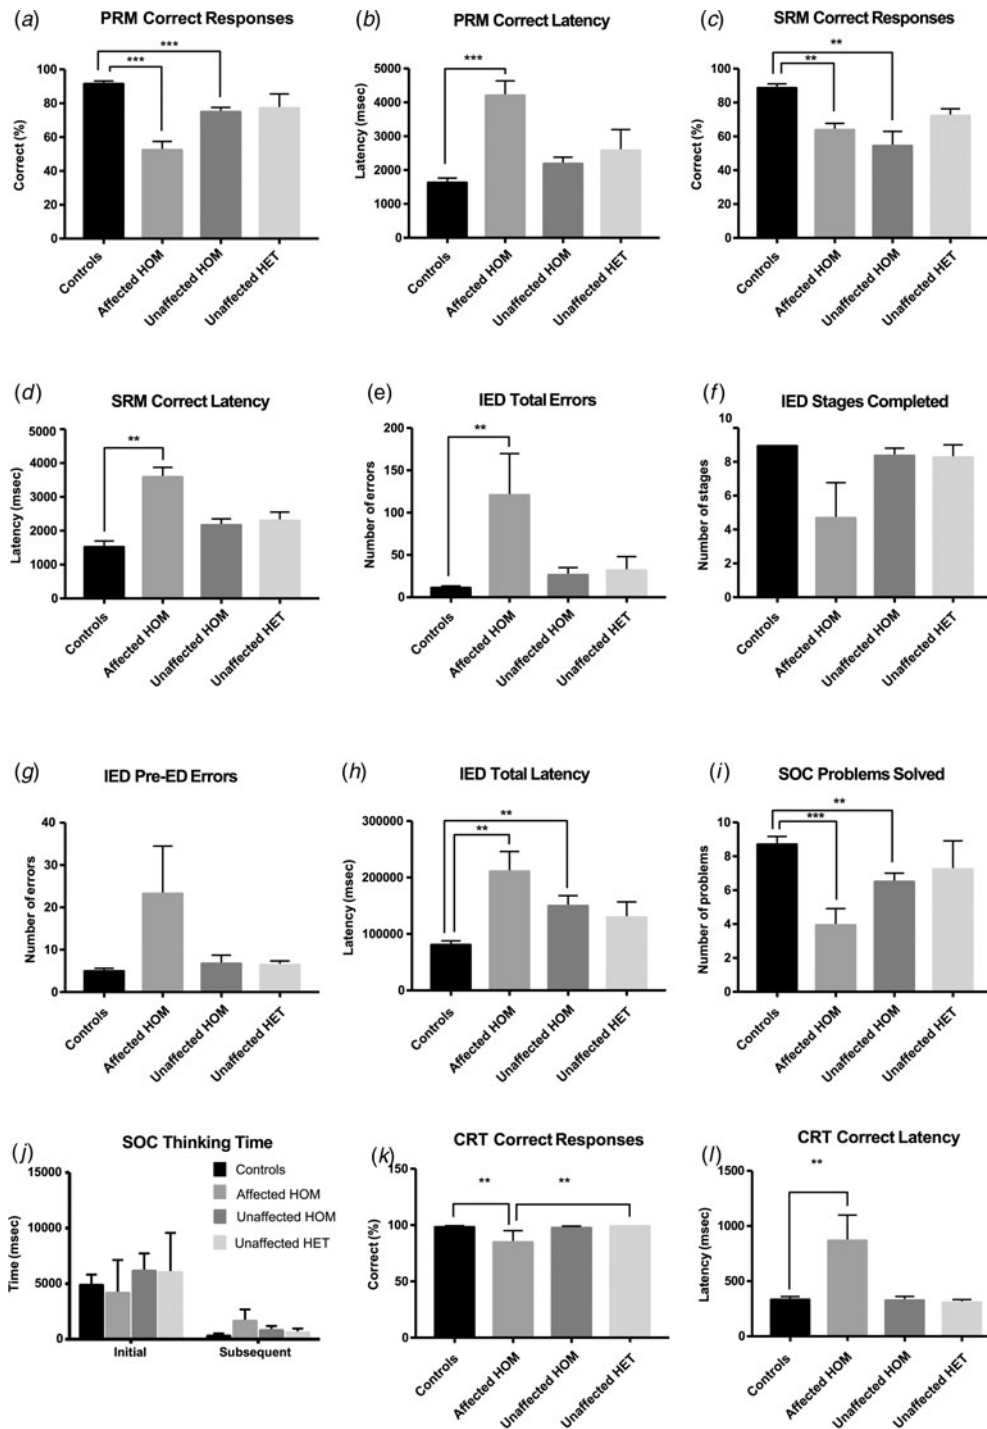 (a) PRM Correct Responses
***
***
Correct (%)
100
80
60
40
20
0
Controls
Affected HOM
Unaffected HOM
Unaffected HET
(b) PRM Correct Latency
***
Latency (msec)
5000
4000
3000
2000
1000
0
Controls
Affected HOM
Unaffected HOM
Unaffected HET
(c) SRM Correct Responses
**
**
Correct (%)
100
80
60
40
20
0
Controls
Affected HOM
Unaffected HOM
Unaffected HET
(d) SRM Correct Latency
**
Latency (msec)
5000
4000
3000
2000
1000
0
Controls
Affected HOM
Unaffected HOM
Unaffected HET
(e) IED Total Errors
**
Number of errors
200
150
100
50
0
Controls
Affected HOM
Unaffected HOM
Unaffected HET
(f) IED Stages Completed
Number of stages
10
8
6
4
2
0
Controls
Affected HOM
Unaffected HOM
Unaffected HET
(g) IED Pre-ED Errors
Number of errors
40
30
20
10
0
Controls
Affected HOM
Unaffected HOM
Unaffected HET
(h) IED Total Latency
**
**
Latency (msec)
300000
200000
100000
0
Controls
Affected HOM
Unaffected HOM
Unaffected HET
(i) SOC Problems Solved
**
***
Number of problems
10
8
6
4
2
0
Controls
Affected HOM
Unaffected HOM
Unaffected HET
(j) SOC Thinking Time
Time (msec)
15000
10000
5000
0
Controls
Affected HOM
Unaffected HOM
Unaffected HET
Initial
Subsequent
(k) CRT Correct Responses
**
**
Correct (%)
150
100
50
0
Controls
Affected HOM
Unaffected HOM
Unaffected HET
(l) CRT Correct Latency
**
Latency (msec)
1500
1000
500
0
Controls
Affected HOM
Unaffected HOM
Unaffected HET